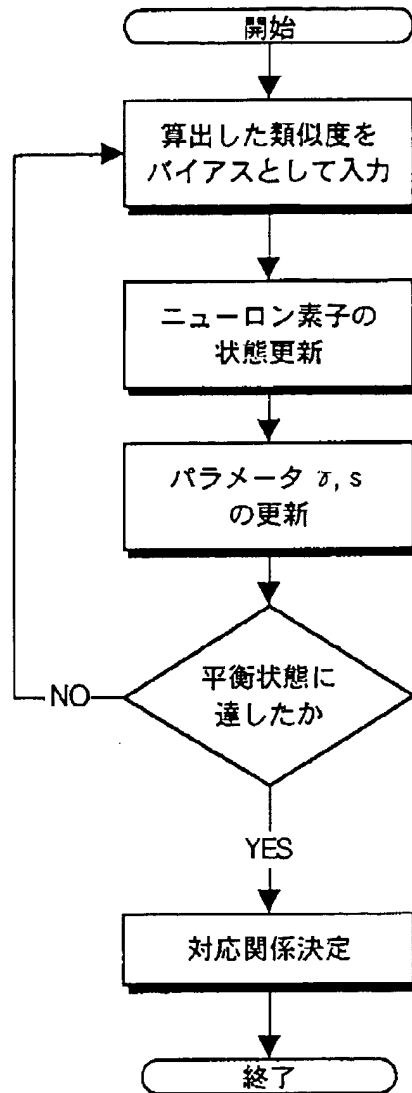 開始
算出した類似度を
バイアスとして入力
ニューロン素子の
状態更新
パラメータ γ, s
の更新
平衡状態に
達したか
NO
YES
対応関係決定
終了